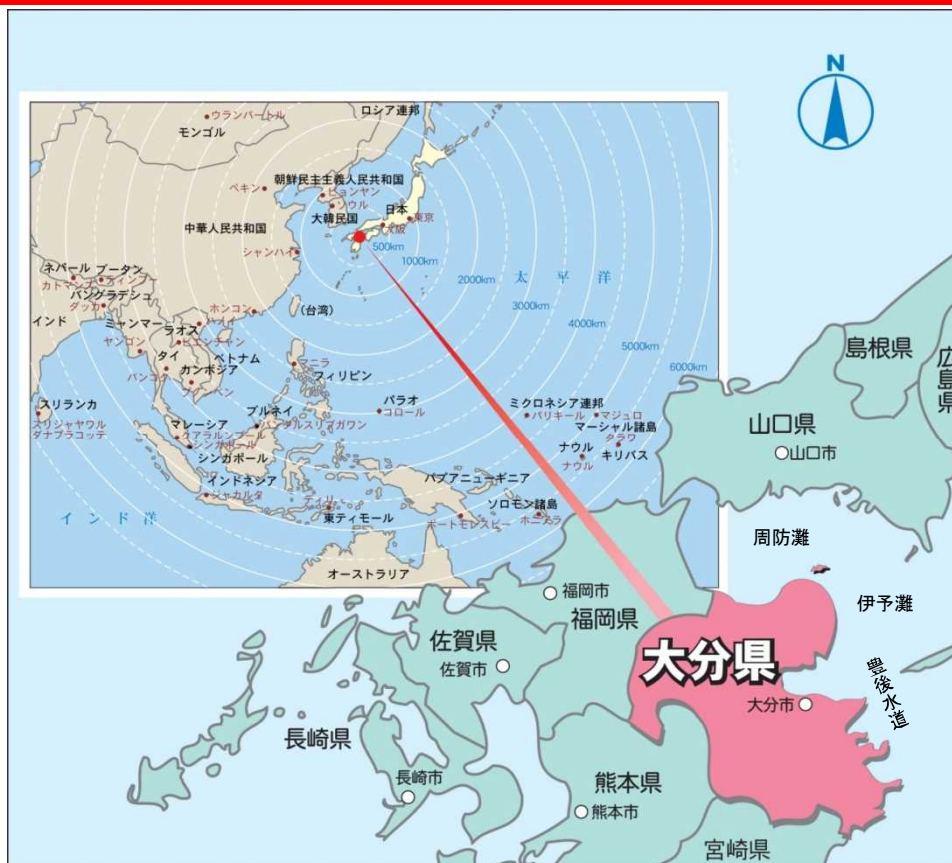 N
ロシア連邦
ウランバートル
モンゴル
ペキン
朝鮮民主主義人民共和国
ピョンヤン
ソウル
大韓民国
日本
東京
大阪
中華人民共和国
シャンハイ
500km
1000km
2000km
3000km
4000km
5000km
6000km
太平洋
ネパール
ブータン
カトマンズ
ティンプー
バングラデシュ
ダッカ
インド
ミャンマー
ラオス
ハノイ
ホンコン
(台湾)
ヤンゴン
ビエンチャン
タイ
ベトナム
バンコク
カンボジア
プノンペン
マニラ
フィリピン
スリランカ
スリジャヤワル
ダナプラコッテ
マレーシア
クアラルンプール
シンガポール
シンガポール
ブルネイ
バンダルスリブガワン
パラオ
コロール
ミクロネシア連邦
パリキール
マジュロ
マーシャル諸島
タラワ
キリバス
ナウル
ナウル
インドネシア
ジャカルタ
ディリ
東ティモール
パプアニューギニア
ポートモレスビー
ソロモン諸島
ホニアラ
インド洋
オーストラリア
島根県
広島県
山口県
山口市
周防灘
伊予灘
豊後水道
福岡市
福岡県
佐賀県
佐賀市
大分県
大分市
長崎県
長崎市
熊本県
熊本市
宮崎県